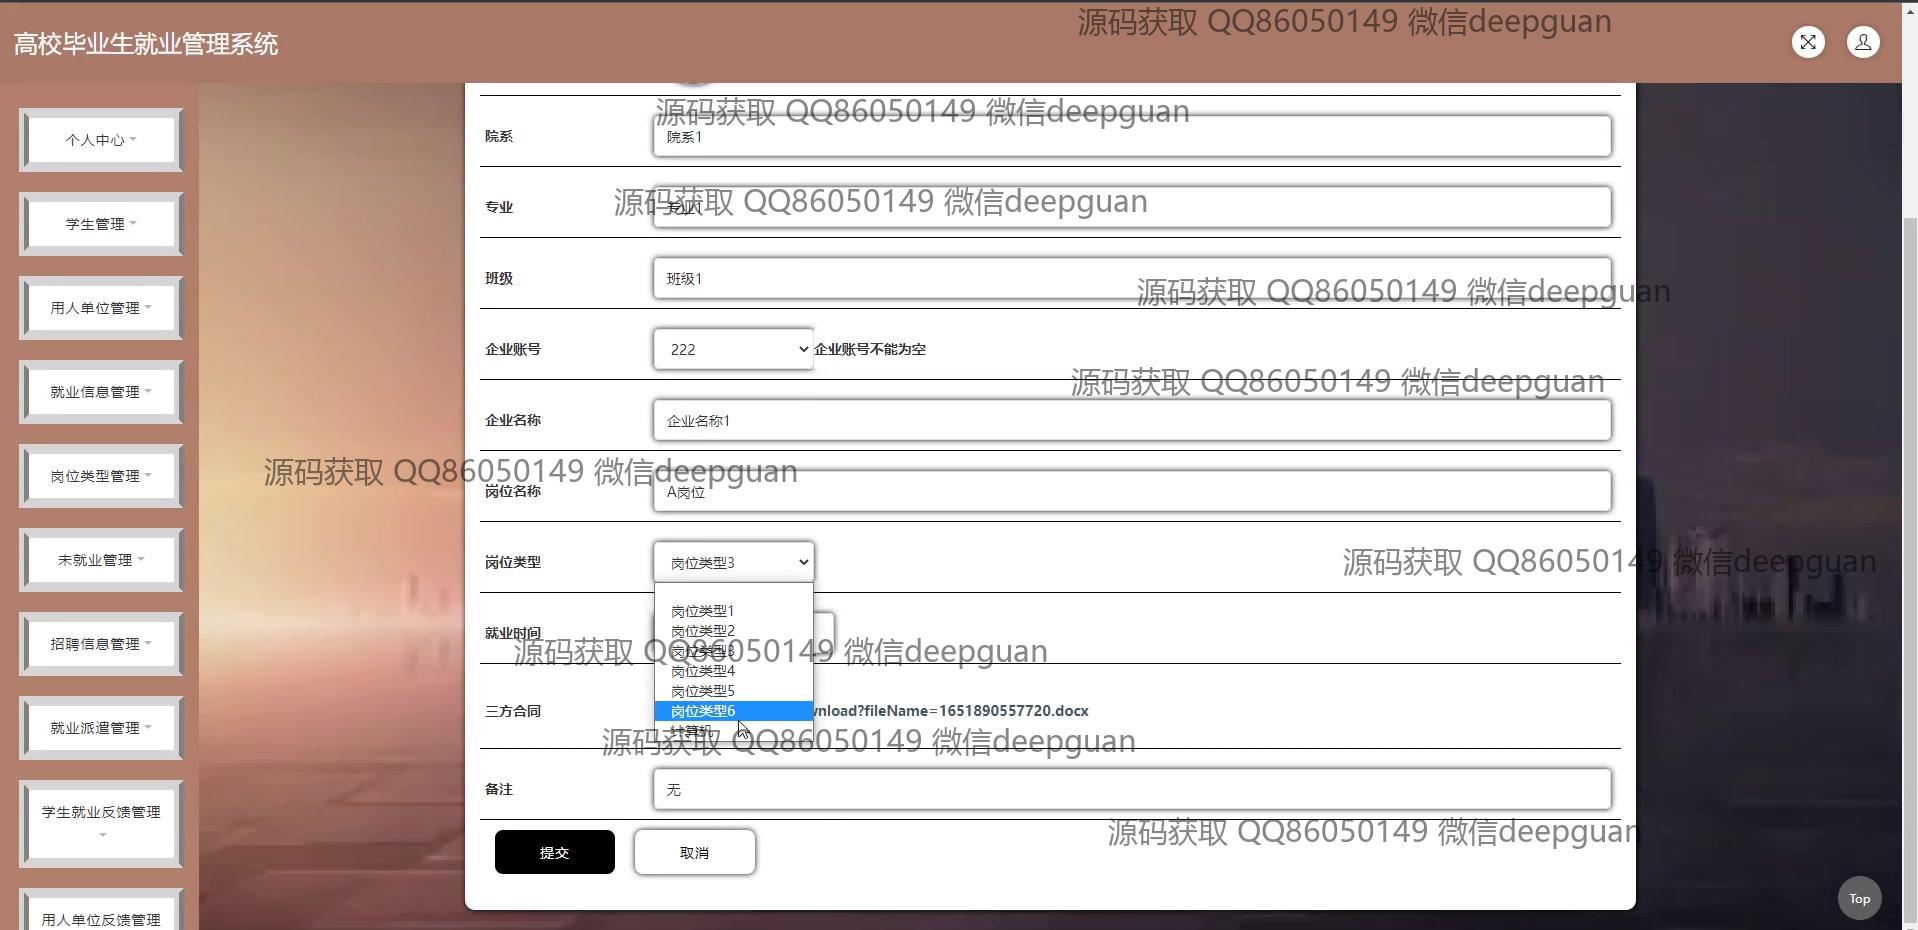 源码获取 QQ86050149 微信deepguan
高校毕业生就业管理系统
个人中心
学生管理
用人单位管理
就业信息管理
岗位类型管理
未就业管理
招聘信息管理
就业派遣管理
学生就业反馈管理
用人单位反馈管理
源码获取 QQ86050149 微信deepguan
院系
院系1
源码获取 QQ86050149 微信deepguan
专业
专业1
班级
班级1
源码获取 QQ86050149 微信deepguan
企业账号
222
企业账号不能为空
源码获取 QQ86050149 微信deepguan
企业名称
企业名称1
源码获取 QQ86050149 微信deepguan
岗位名称
A岗位
岗位类型
岗位类型3
源码获取 QQ86050149 微信deepguan
岗位类型1
岗位类型2
岗位类型3
岗位类型4
岗位类型5
岗位类型6
计算机
就业时间
源码获取 QQ86050149 微信deepguan
三方合同
wnload?fileName=1651890557720.docx
源码获取 QQ86050149 微信deepguan
备注
无
源码获取 QQ86050149 微信deepguan
提交
取消
Top